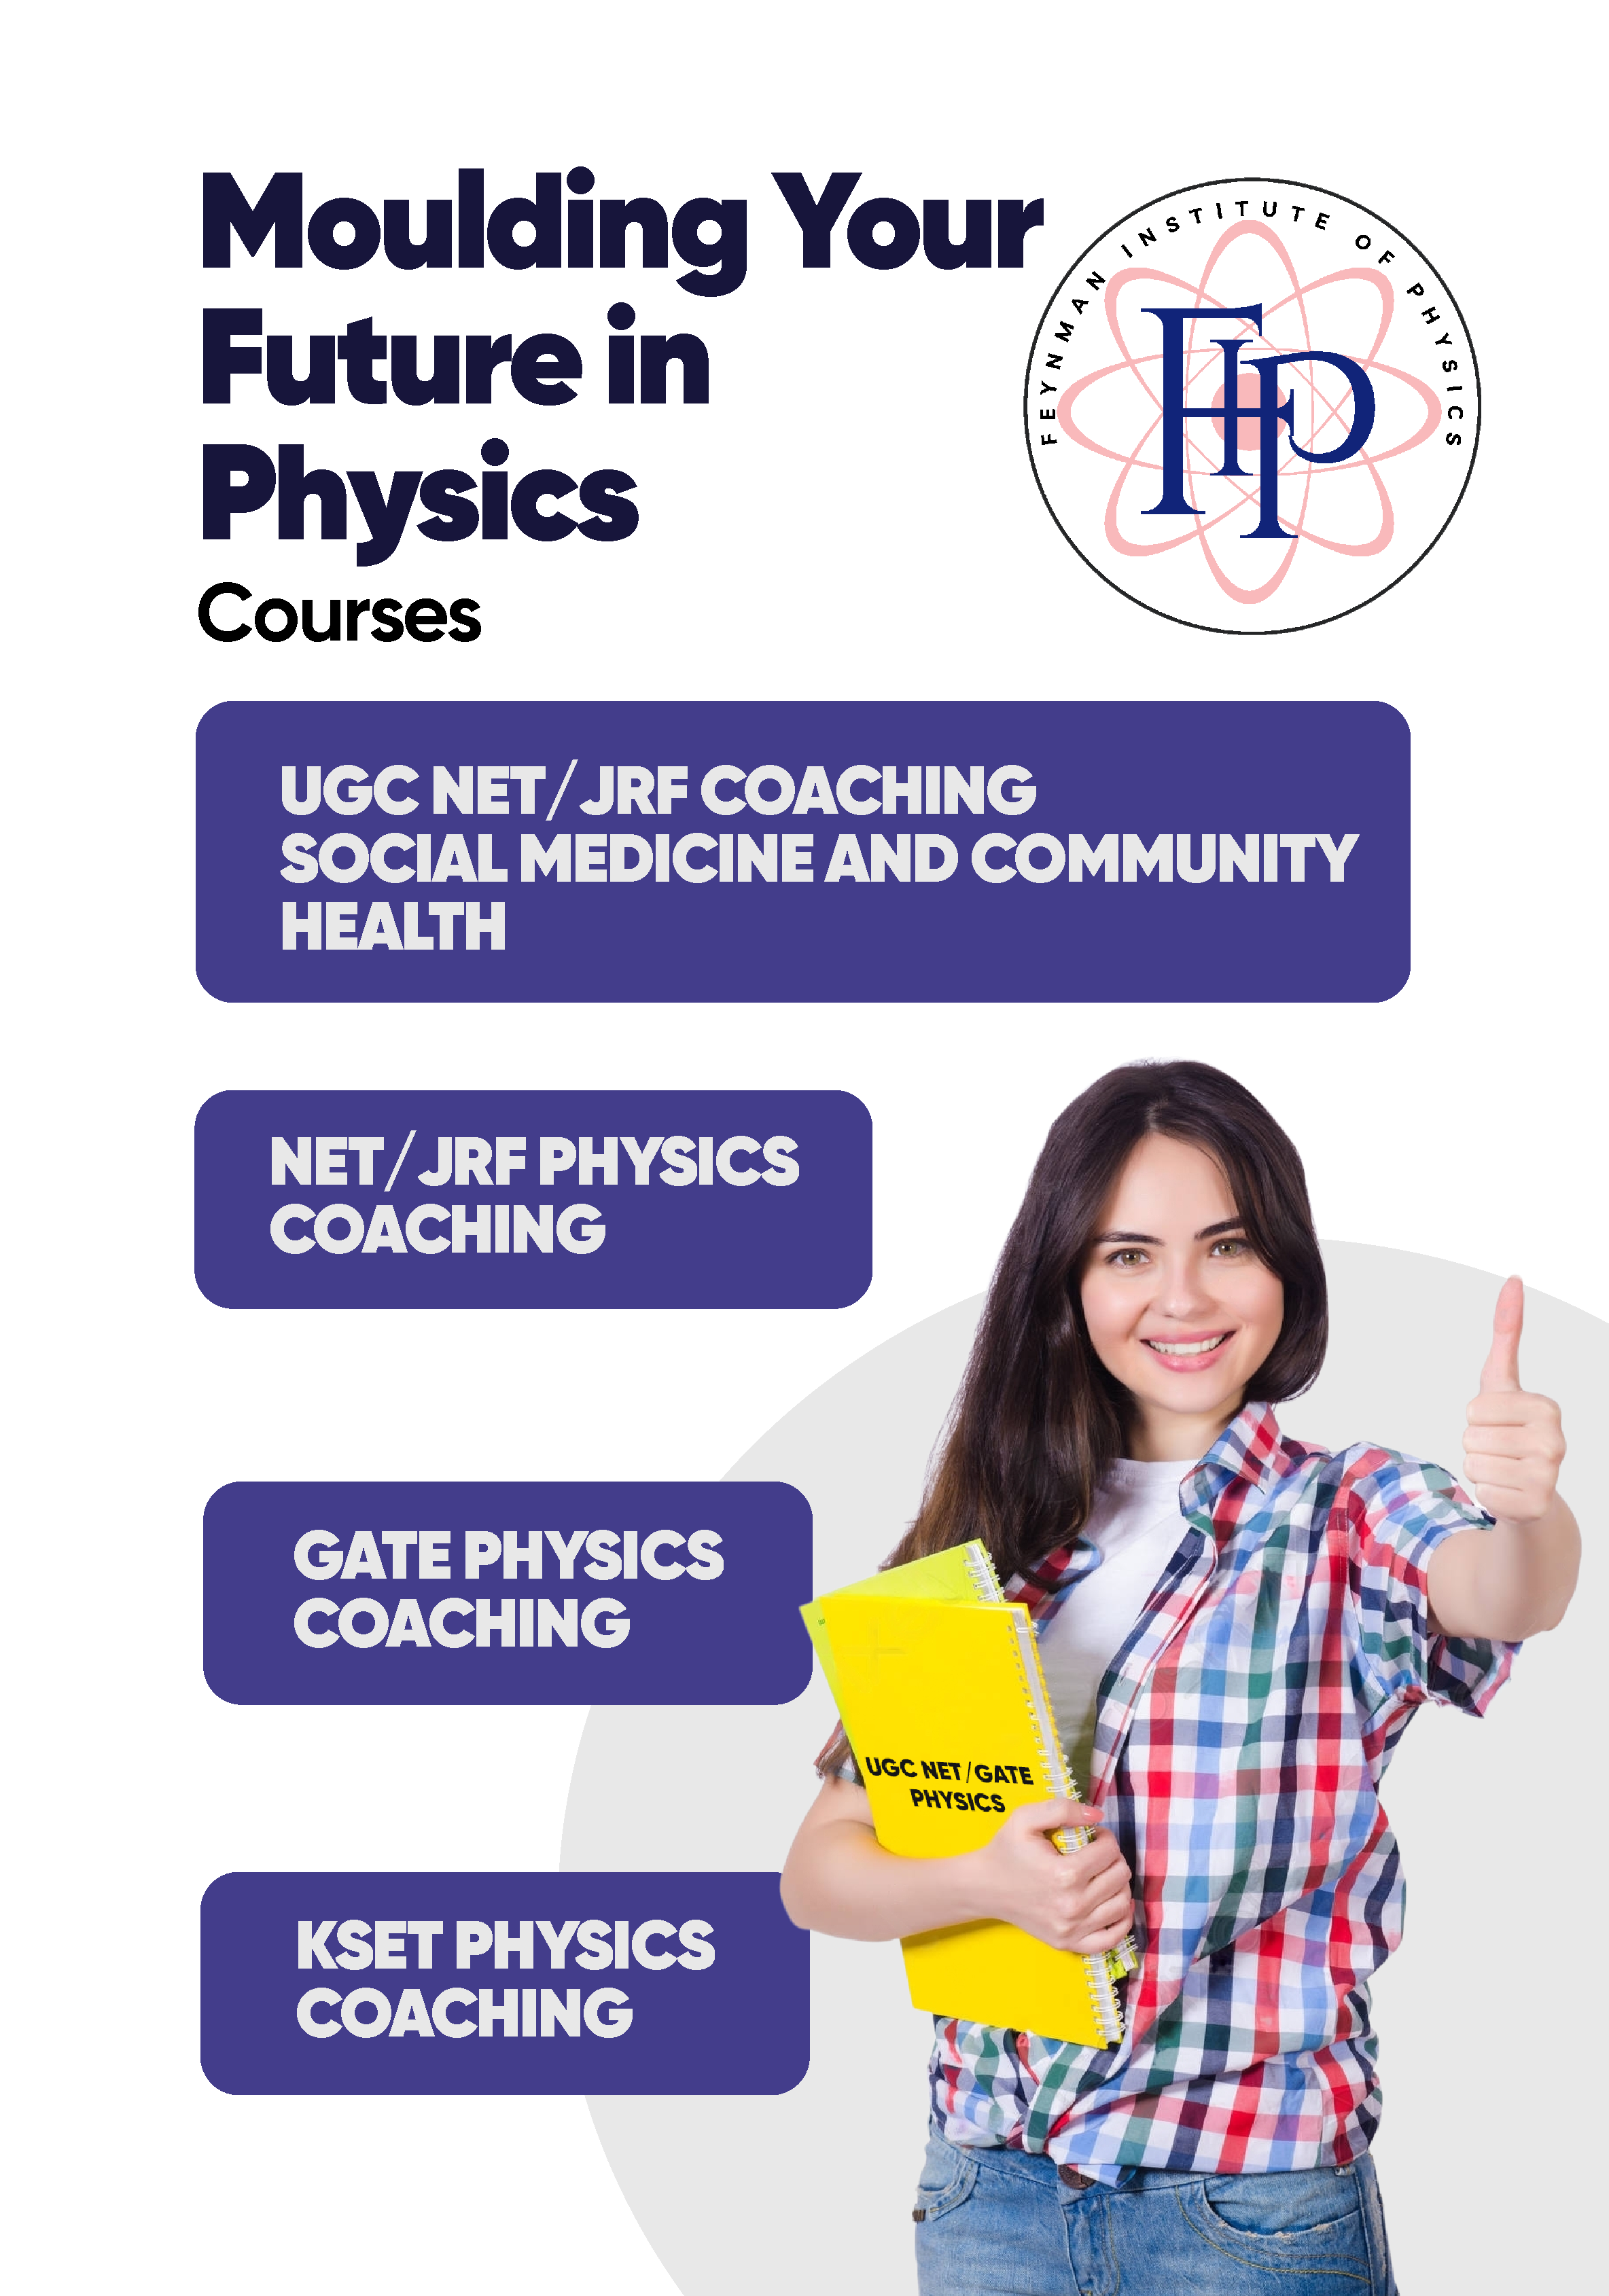 Moulding Your
Future in
Physics
FEYNMAN INSTITUTE OF PHYSICS
FIP
Courses
UGC NET/JRF COACHING
SOCIAL MEDICINE AND COMMUNITY
HEALTH
NET/JRF PHYSICS
COACHING
GATE PHYSICS
COACHING
UGC NET/GATE
PHYSICS
KSET PHYSICS
COACHING